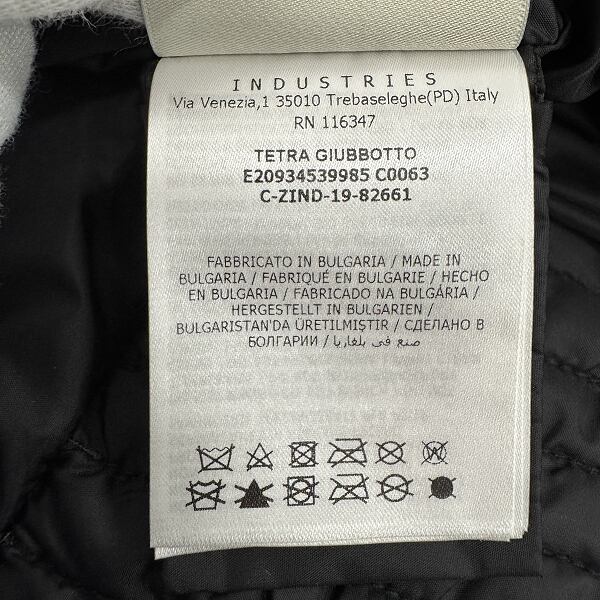 INDUSTRIES
Via Venezia,1 35010 Trebaseleghe(PD) Italy
RN 116347
TETRA GIUBBOTTO
E20934539985 C0063
C-ZIND-19-82661
FABBRICATO IN BULGARIA / MADE IN
BULGARIA / FABRIQUÉ EN BULGARIE / HECHO
EN BULGARIA / FABRICADO NA BULGÁRIA /
HERGESTELLT IN BULGARIEN /
BULGARISTAN'DA ÜRETILMIŞTIR / СДЕЛАНО В
БОЛГАРИИ / صنع في بلغاريا